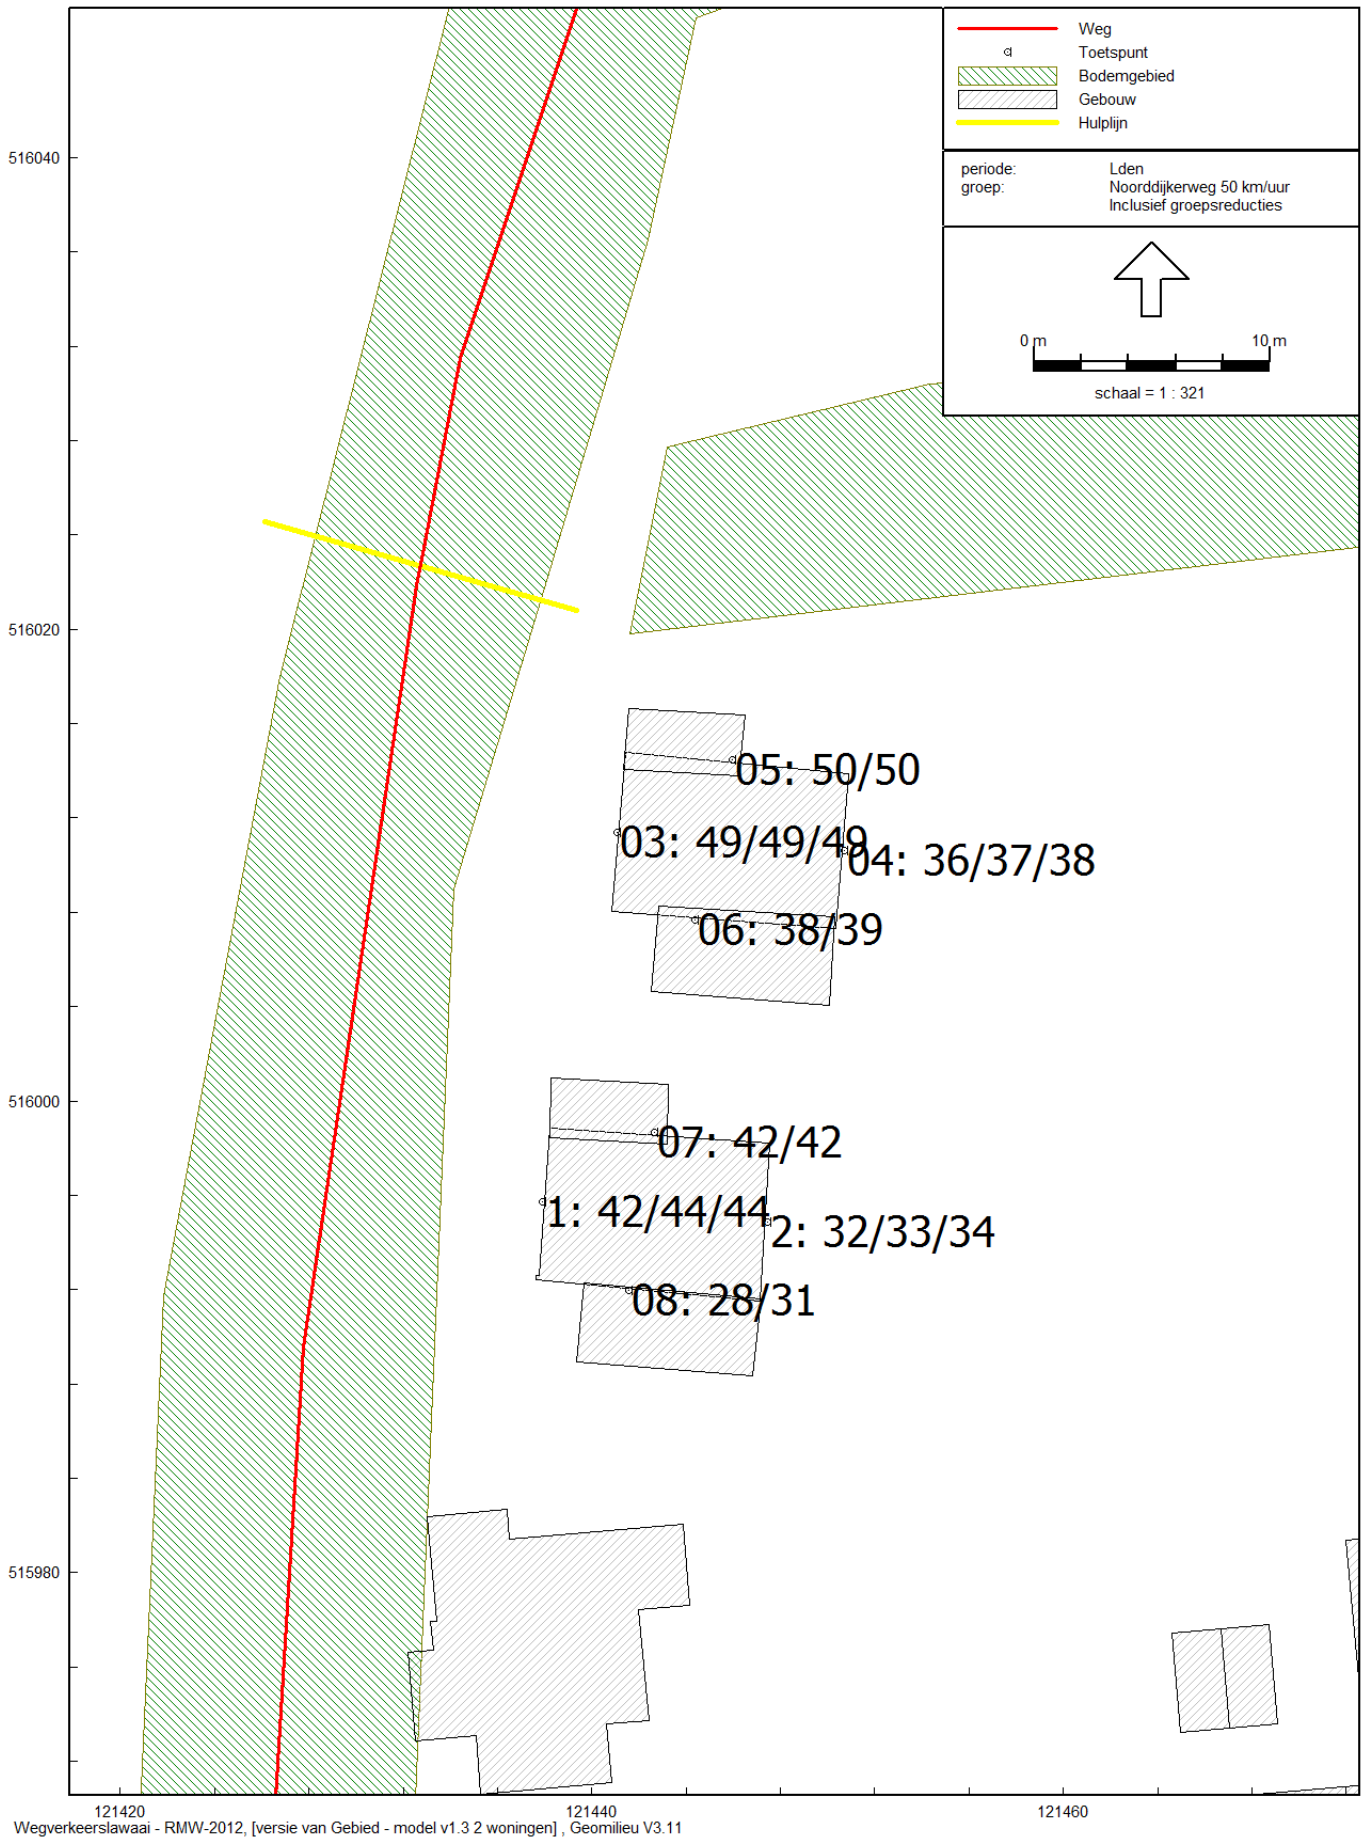 Weg
Toetspunt
Bodemgebied
Gebouw
Hulplijn
periode: Lden
groep: Noorddijkerweg 50 km/uur
Inclusief groepsreducties
0 m 10 m
schaal = 1 : 321
516040
516020
05: 50/50
03: 49/49/49
04: 36/37/38
06: 38/39
516000
07: 42/42
1: 42/44/44
2: 32/33/34
08: 28/31
515980
121420 121440 121460
Wegverkeerslawaai - RMW-2012, [versie van Gebied - model v1.3 2 woningen] , Geomilieu V3.11